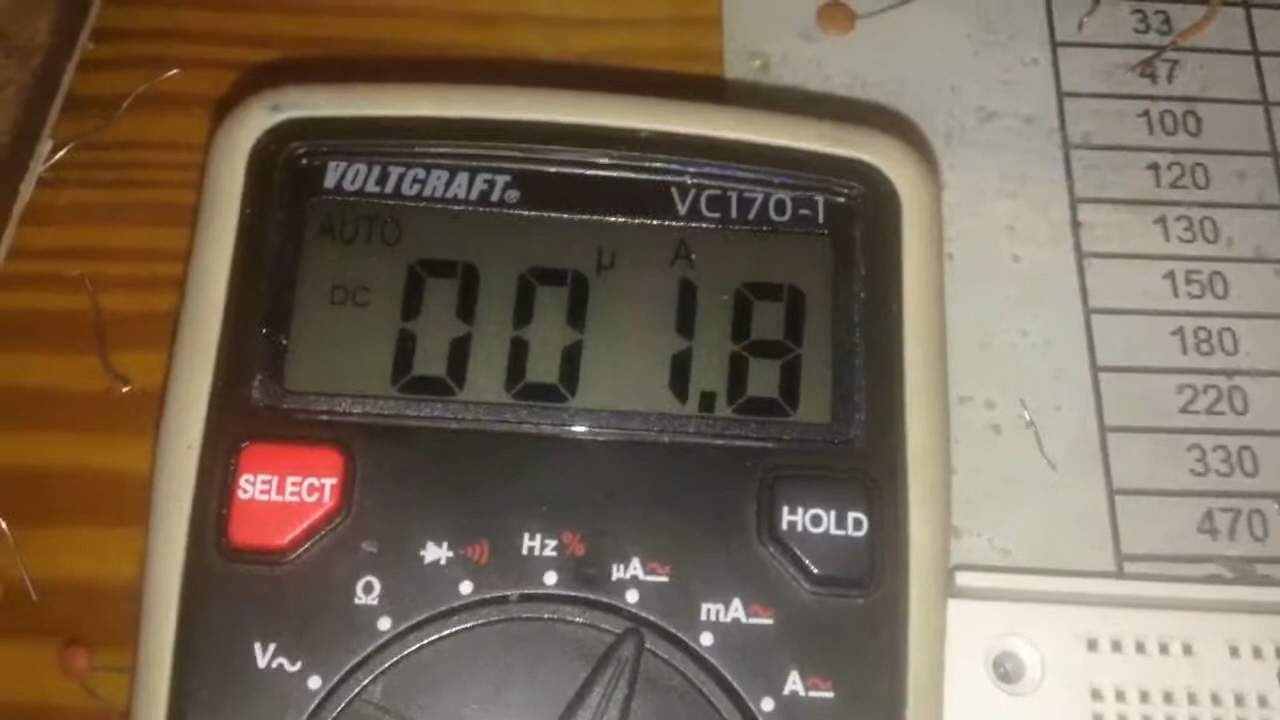 VOLTCRAFT®
VC170-1
AUTO
µ A
DC
001.8
SELECT
HOLD
Hz%
µA
Ω
mA
V~
A
33
47
100
120
130
150
180
220
330
470